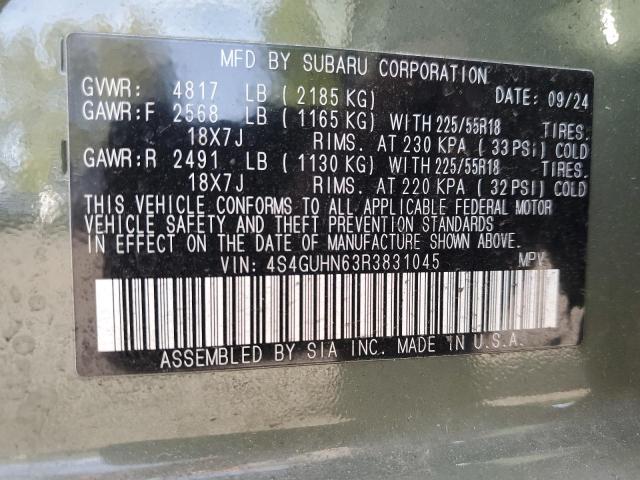 MFD BY SUBARU CORPORATION
GVWR: 4817 LB (2185 KG) DATE: 09/24
GAWR:F 2568 LB (1165 KG) WITH 225/55R18 TIRES.
18X7J RIMS. AT 230 KPA (33 PSI) COLD
GAWR:R 2491 LB (1130 KG) WITH 225/55R18 TIRES.
18X7J RIMS. AT 220 KPA (32 PSI) COLD
THIS VEHICLE CONFORMS TO ALL APPLICABLE FEDERAL MOTOR
VEHICLE SAFETY AND THEFT PREVENTION STANDARDS
IN EFFECT ON THE DATE OF MANUFACTURE SHOWN ABOVE.
VIN: 4S4GUHN63R3831045 MPV
ASSEMBLED BY SIA INC. MADE IN U.S.A.